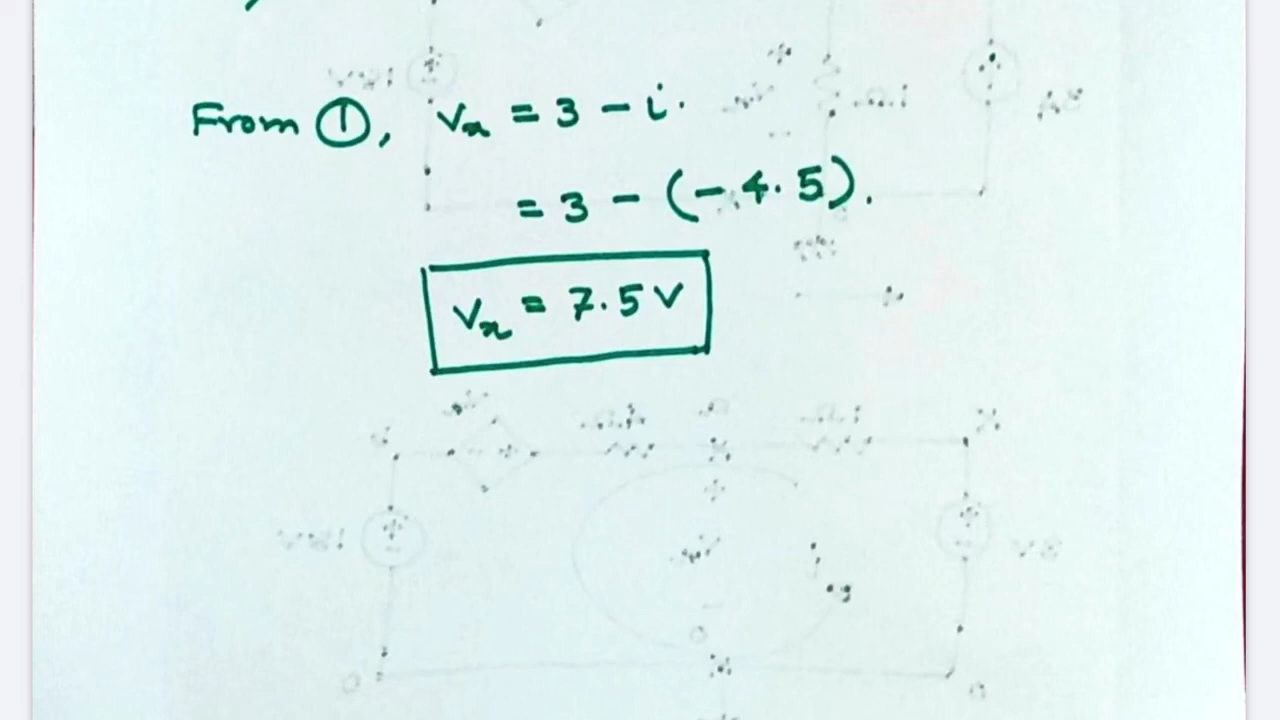 From ①, Vx = 3 - i.
= 3 - (-4.5).
Vx = 7.5 V